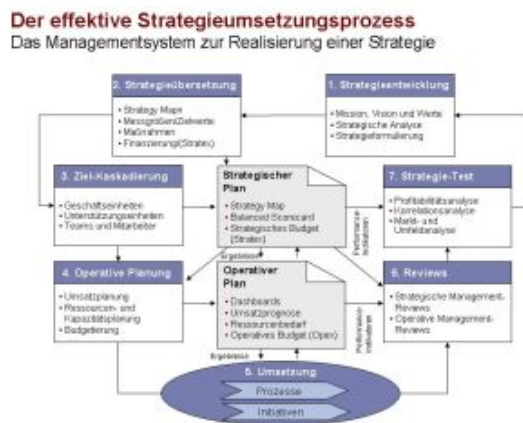 Der effektive Strategieumsetzungsprozess
Das Managementsystem zur Realisierung einer Strategie
2. Strategieübersetzung
• Strategy Maps
• Messgrößen/Zielwerte
• Maßnahmen
• Finanzierung/(Stratex)
1. Strategieentwicklung
• Mission, Vision und Werte
• Strategische Analyse
• Strategieformulierung
3. Ziel-Kaskadierung
• Geschäftseinheiten
• Unterstützungseinheiten
• Teams und Mitarbeiter
Strategischer
Plan
• Strategy Map
• Balanced Scorecard
• Strategisches Budget
(Stratex)
Performance
Indikatoren
7. Strategie-Test
• Profitabilitätsanalyse
• Korrelationsanalyse
• Markt- und
Umfeldanalyse
Ergebnisse
4. Operative Planung
• Umsatzplanung
• Ressourcen- und
Kapazitätsplanung
• Budgetierung
Operativer
Plan
• Dashboards
• Umsatzprognose
• Ressourcenbedarf
• Operatives Budget (Opex)
Performance-
Indikatoren
6. Reviews
• Strategische Management-
Reviews
• Operative Management-
Reviews
Ergebnisse
5. Umsetzung
Prozesse
Initiativen